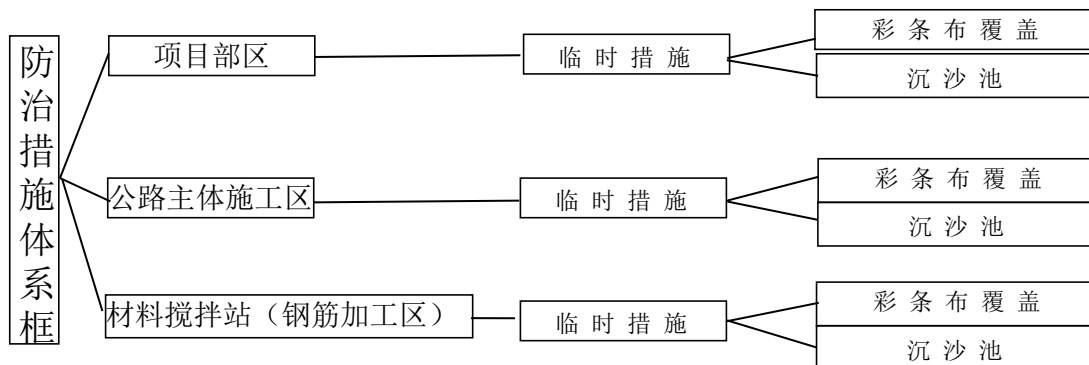 防治措施体系框
项目部区
临时措施
彩条布覆盖
沉沙池
公路主体施工区
临时措施
彩条布覆盖
沉沙池
材料搅拌站（钢筋加工区）
临时措施
彩条布覆盖
沉沙池